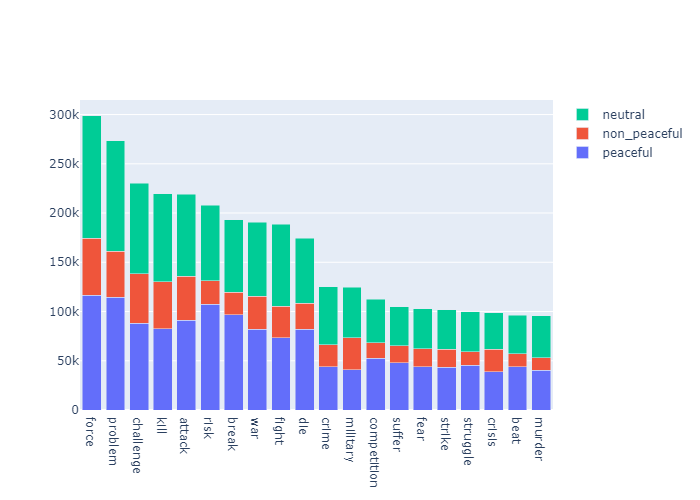 300k
250k
200k
150k
100k
50k
0
force
problem
challenge
kill
attack
risk
break
war
fight
die
crime
military
competition
suffer
fear
strike
struggle
crisis
beat
murder
neutral
non_peaceful
peaceful